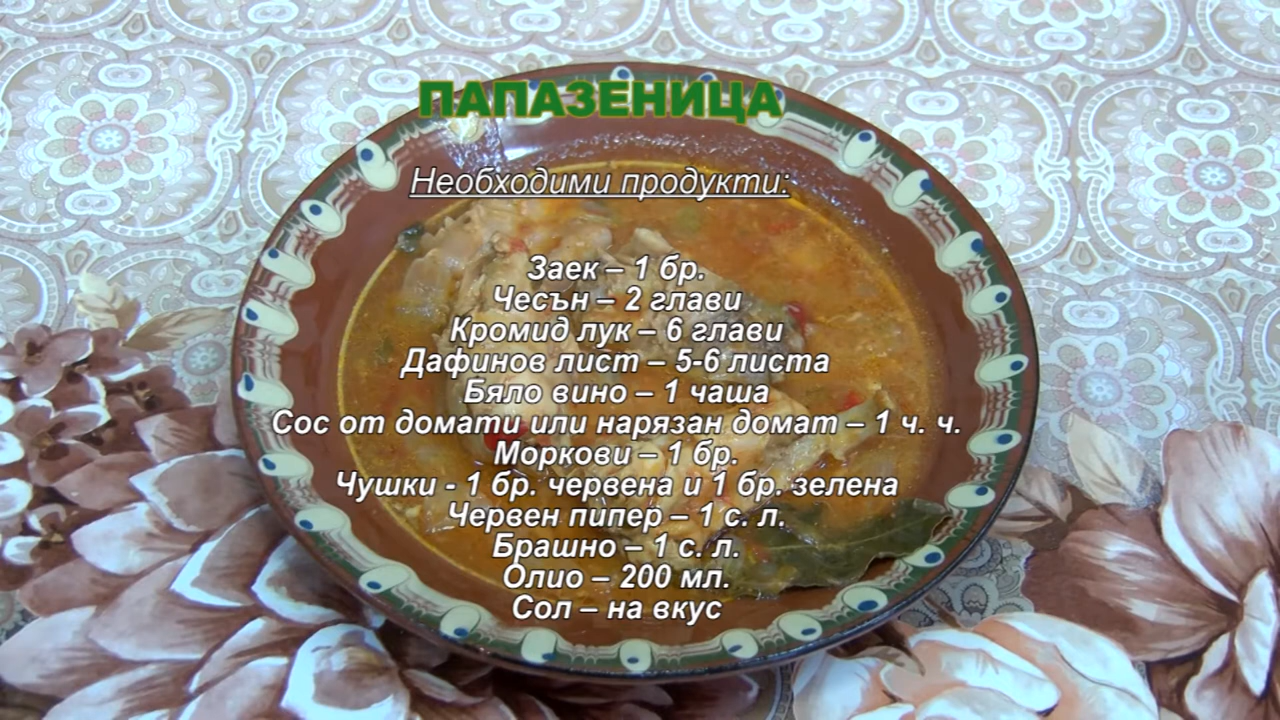 ПАПАЗЕНИЦА
Необходими продукти:
Заек – 1 бр.
Чесън – 2 глави
Кромид лук – 6 глави
Дафинов лист – 5-6 листа
Бяло вино – 1 чаша
Сос от домати или нарязан домат – 1 ч. ч.
Моркови – 1 бр.
Чушки - 1 бр. червена и 1 бр. зелена
Червен пипер – 1 с. л.
Брашно – 1 с. л.
Олио – 200 мл.
Сол – на вкус